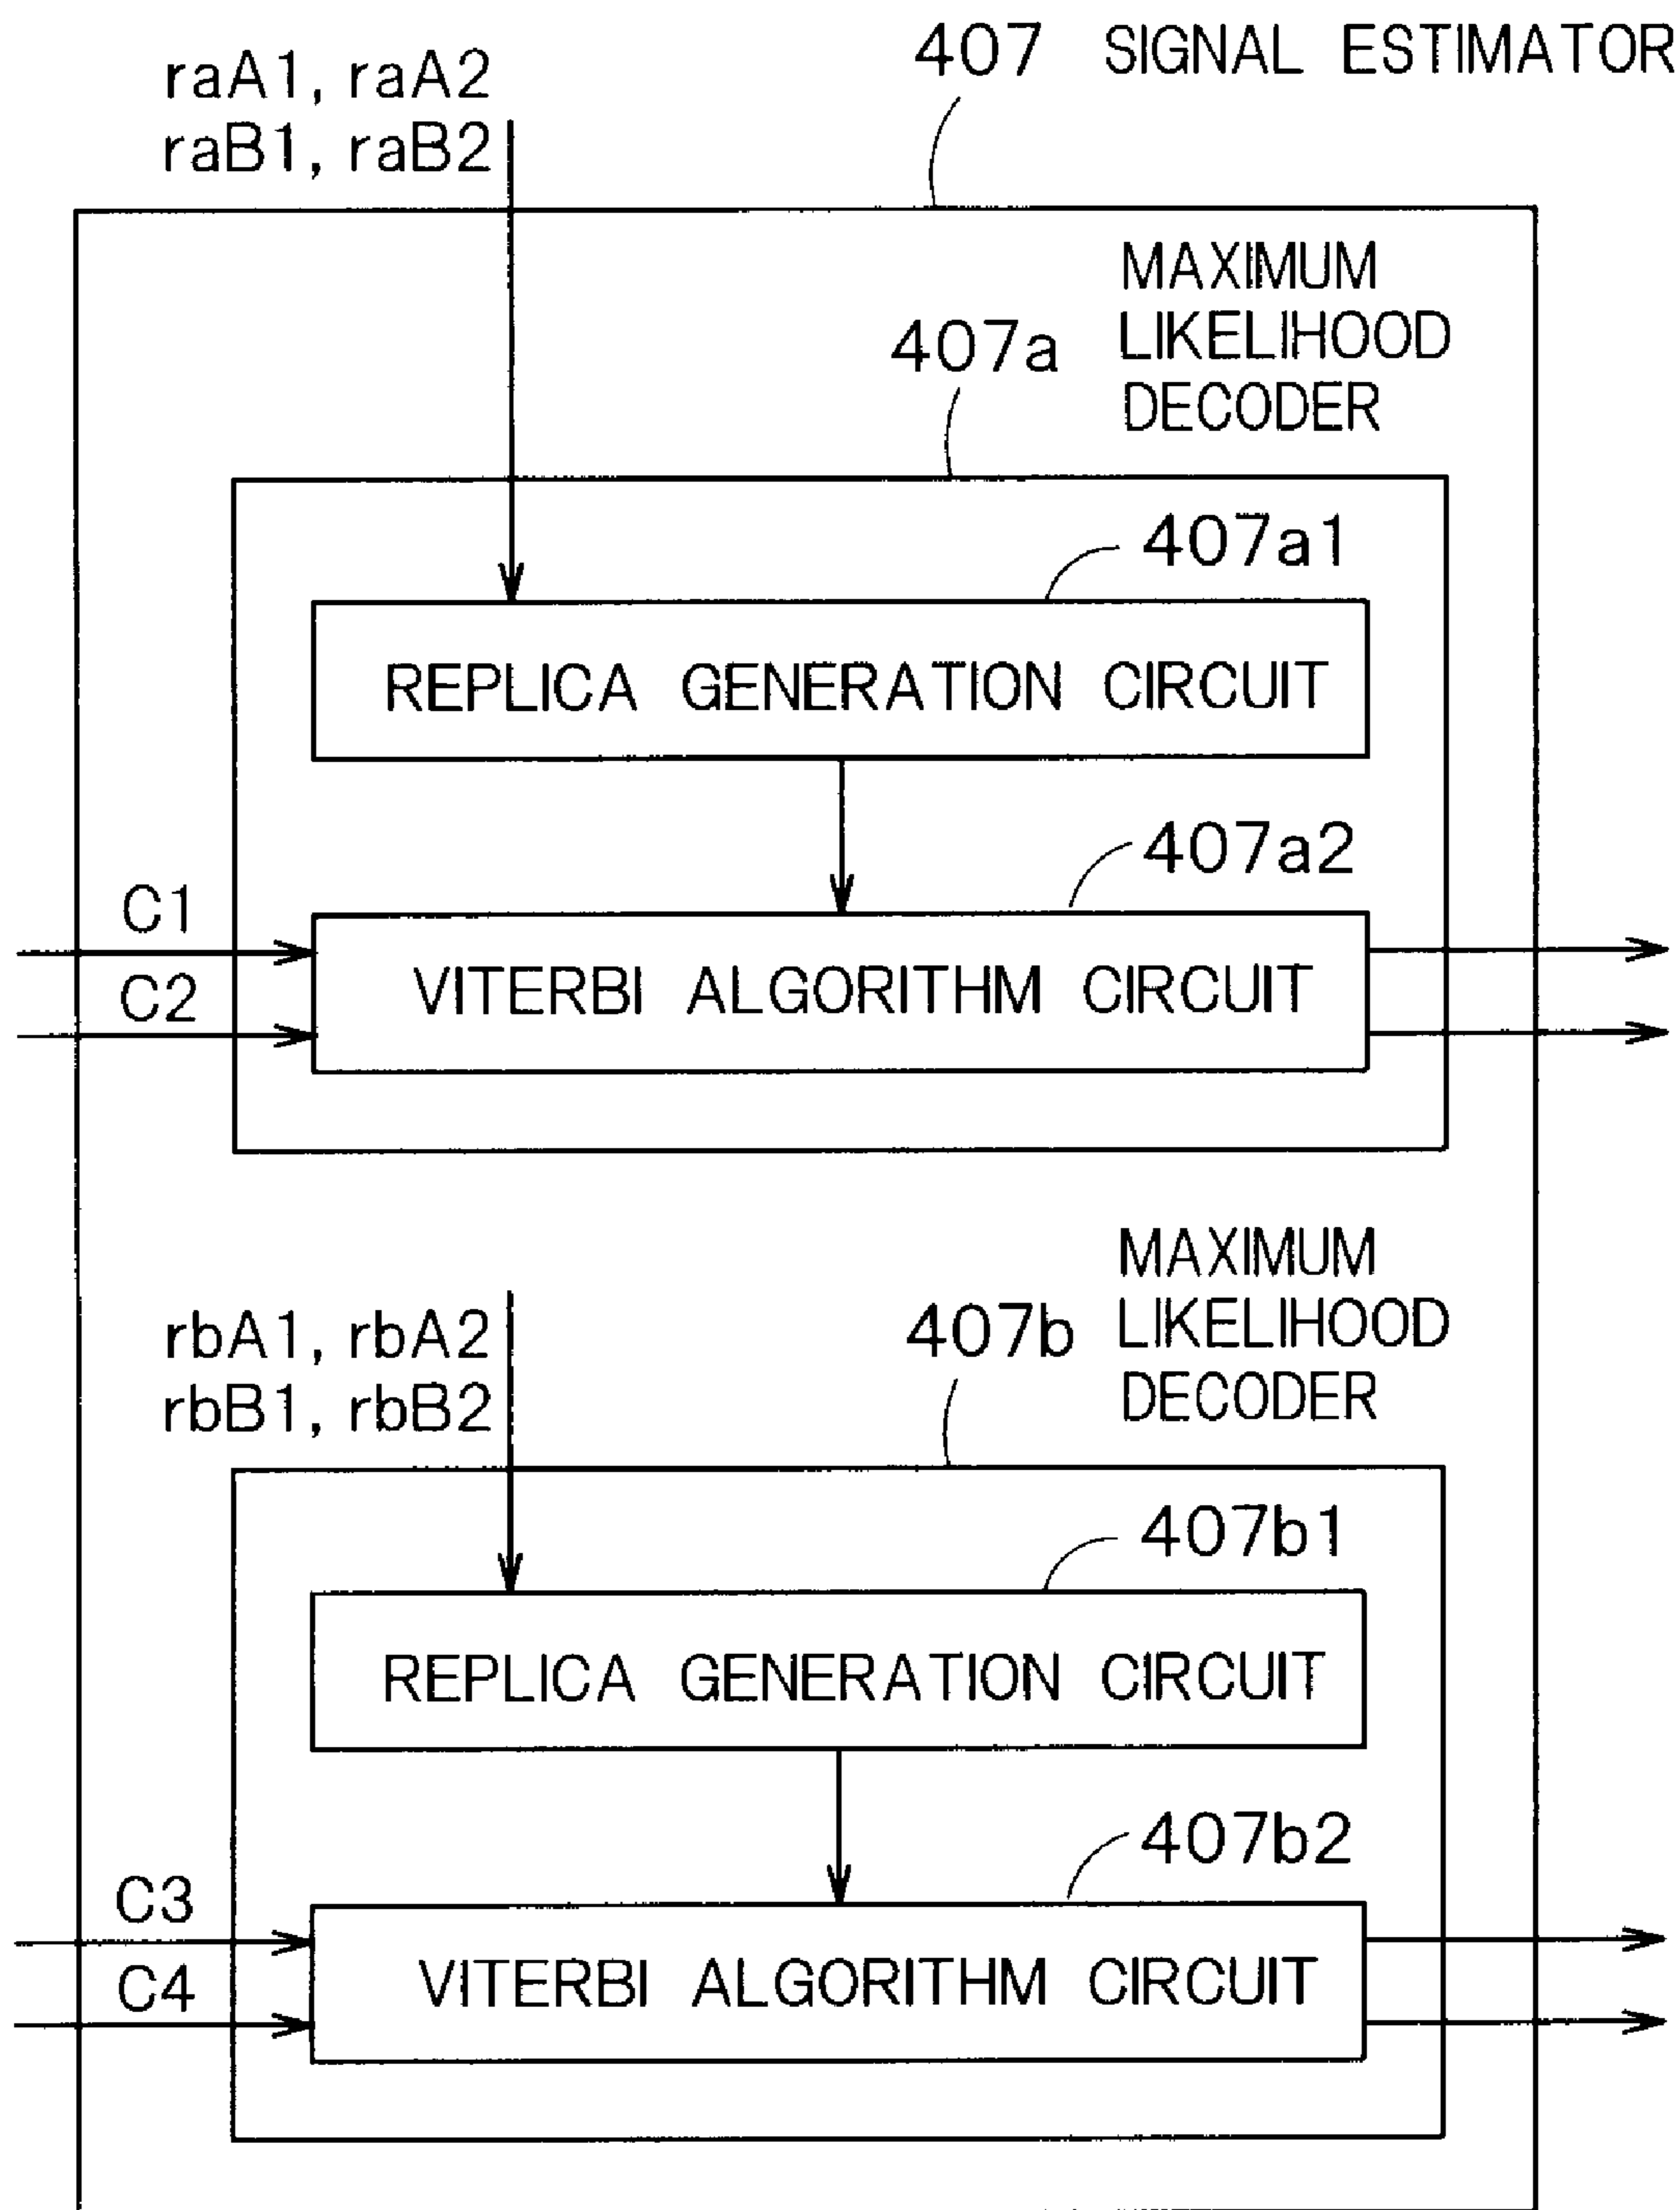 407 SIGNAL ESTIMATOR
raA1, raA2
raB1, raB2
407a
MAXIMUM
LIKELIHOOD
DECODER
407a1
REPLICA GENERATION CIRCUIT
407a2
C1
C2
VITERBI ALGORITHM CIRCUIT
rbA1, rbA2
rbB1, rbB2
407b
MAXIMUM
LIKELIHOOD
DECODER
407b1
REPLICA GENERATION CIRCUIT
407b2
C3
C4
VITERBI ALGORITHM CIRCUIT